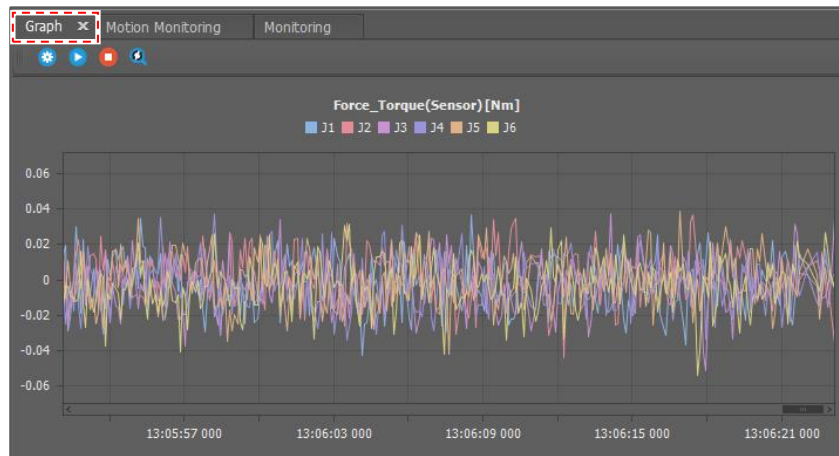 Graph × Motion Monitoring Monitoring
Force_Torque(Sensor)[Nm]
J1 J2 J3 J4 J5 J6
0.06
0.04
0.02
0
-0.02
-0.04
-0.06
13:05:57 000 13:06:03 000 13:06:09 000 13:06:15 000 13:06:21 000